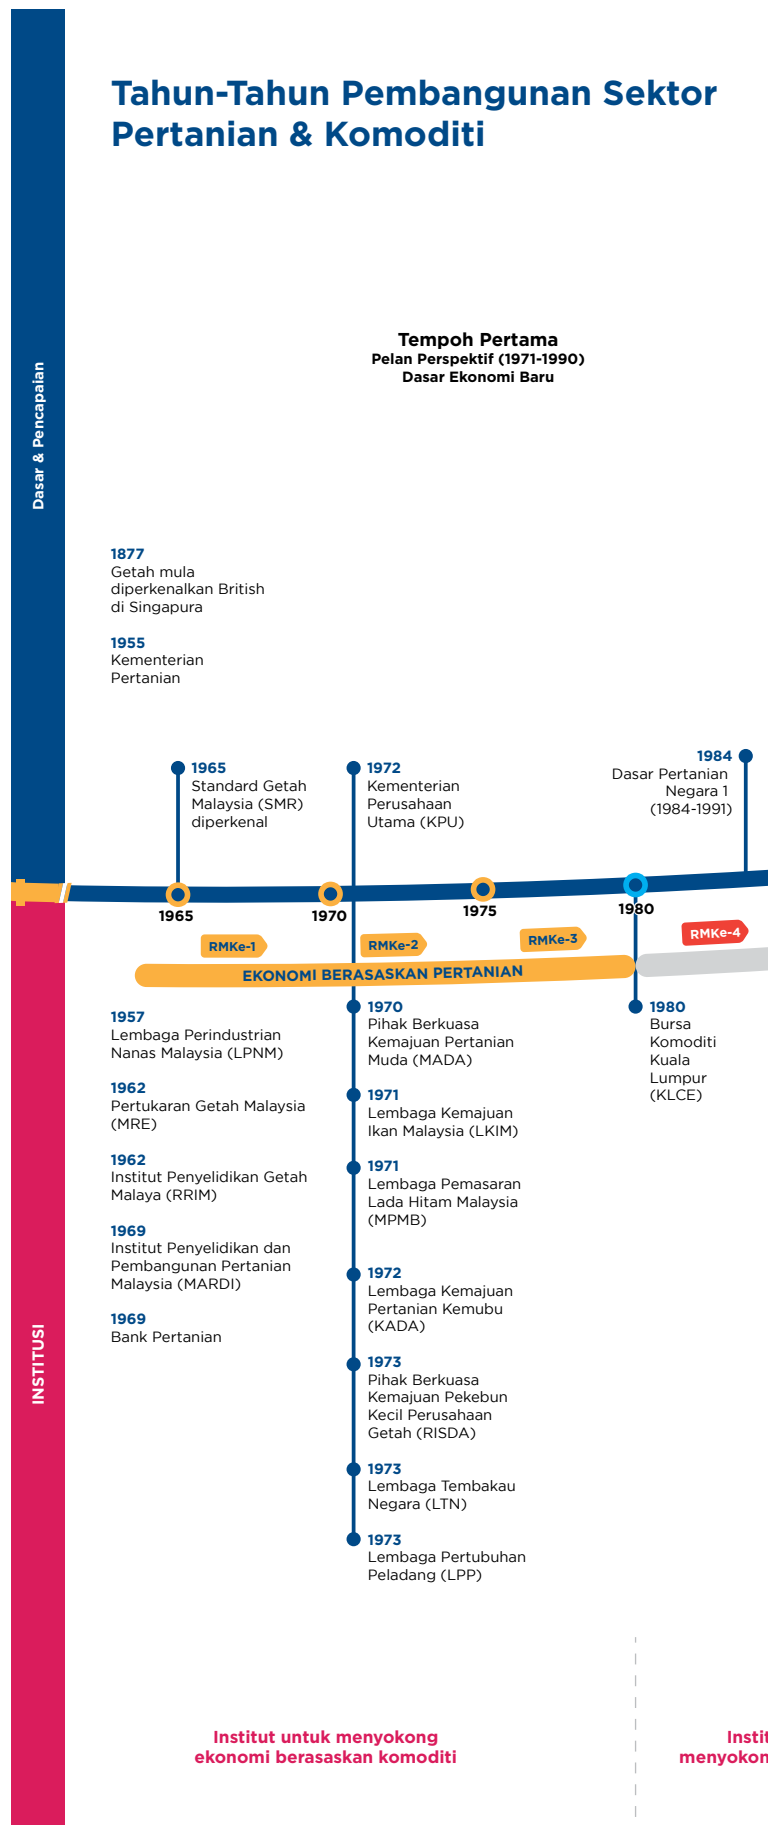 Tahun-Tahun Pembangunan Sektor
Pertanian & Komoditi
Tempoh Pertama
Pelan Perspektif (1971-1990)
Dasar Ekonomi Baru
Dasar & Pencapaian
1877
Getah mula
diperkenalkan British
di Singapura
1955
Kementerian
Pertanian
1965
Standard Getah
Malaysia (SMR)
diperkenal
1972
Kementerian
Perusahaan
Utama (KPU)
1984
Dasar Pertanian
Negara 1
(1984-1991)
1965
1970
1975
1980
RMKe-1
RMKe-2
RMKe-3
RMKe-4
EKONOMI BERASASKAN PERTANIAN
INSTITUSI
1957
Lembaga Perindustrian
Nanas Malaysia (LPNM)
1962
Pertukaran Getah Malaysia
(MRE)
1962
Institut Penyelidikan Getah
Malaya (RRIM)
1969
Institut Penyelidikan dan
Pembangunan Pertanian
Malaysia (MARDI)
1969
Bank Pertanian
1970
Pihak Berkuasa
Kemajuan Pertanian
Muda (MADA)
1971
Lembaga Kemajuan
Ikan Malaysia (LKIM)
1971
Lembaga Pemasaran
Lada Hitam Malaysia
(MPMB)
1972
Lembaga Kemajuan
Pertanian Kemubu
(KADA)
1973
Pihak Berkuasa
Kemajuan Pekebun
Kecil Perusahaan
Getah (RISDA)
1973
Lembaga Tembakau
Negara (LTN)
1973
Lembaga Pertubuhan
Peladang (LPP)
1980
Bursa
Komoditi
Kuala
Lumpur
(KLCE)
Institut untuk menyokong
ekonomi berasaskan komoditi
Instit
menyokon